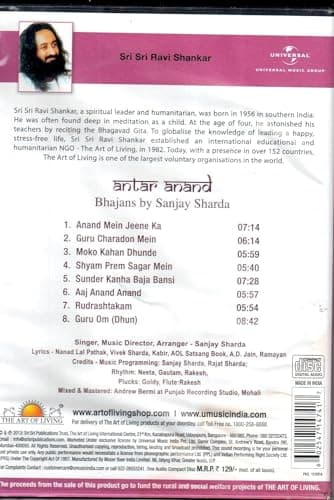 Sri Sri Ravi Shankar
UNIVERSAL
UNIVERSAL MUSIC GROUP
Sri Sri Ravi Shankar, a spiritual leader and humanitarian, was born in 1956 in southern India.
He was often found deep in meditation as a child. At the age of four, he astonished his
teachers by reciting the Bhagavad Gita. To globalise the knowledge of leading a happy,
stress-free life, Sri Sri Ravi Shankar established an international educational and
humanitarian NGO - The Art of Living, in 1982. Today, with a presence in over 152 countries,
The Art of Living is one of the largest voluntary organisations in the world.
antar anand
Bhajans by Sanjay Sharda
1. Anand Mein Jeene Ka 07:14
2. Guru Charadon Mein 06:14
3. Moko Kahan Dhunde 05:59
4. Shyam Prem Sagar Mein 05:40
5. Sunder Kanha Baja Bansi 07:28
6. Aaj Anand Anand 05:57
7. Rudrashtakam 05:54
8. Guru Om (Dhun) 08:42
Singer, Music Director, Arranger - Sanjay Sharda
Lyrics - Nanad Lal Pathak, Vivek Sharda, Kabir, AOL Satsang Book, A.D. Jain, Ramayan
Credits - Music Programming: Sanjay Sharda, Rajat Sharda;
Rhythm: Neeta, Gautam, Rakesh,
Plucks: Goldy, Flute:Rakesh
Mixed & Mastered: Andrew Bermi at Punjab Recording Studio, Mohali
COMPACT
disc
DIGITAL AUDIO
MADE IN INDIA
THE ART OF LIVING
www.artoflivingshop.com | www.umusicindia.com
For delivery of The Art of Living products at your doorstep, call Toll Free no. 1800-258-8888
M.R.P. ₹ 129/-
The proceeds from the sale of this product go to fund the rural and social welfare projects of THE ART OF LIVING.